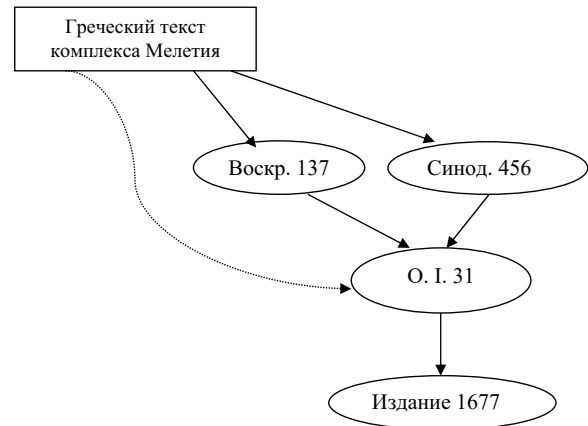 Греческий текст
комплекса Мелетия
Воскр. 137
Синод. 456
О. I. 31
Издание 1677